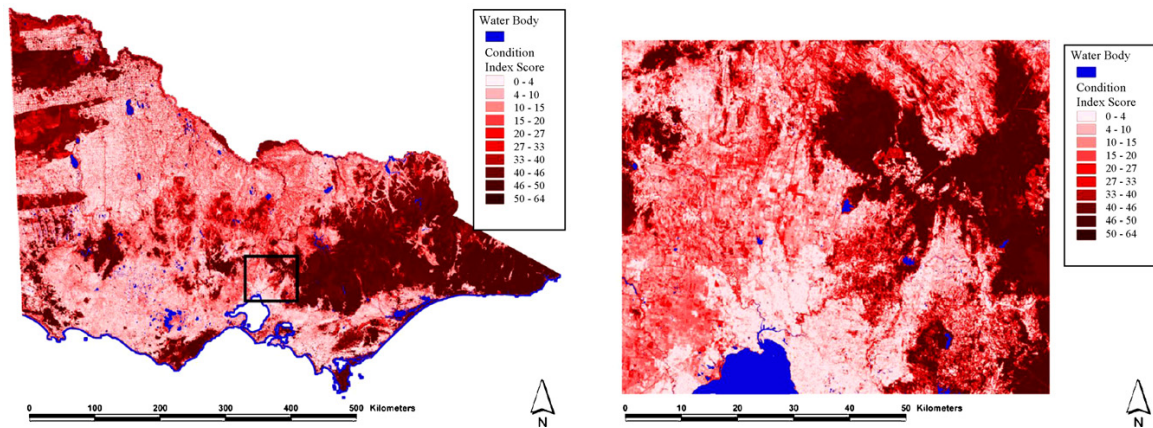 Water Body
Condition
Index Score
0 - 4
4 - 10
10 - 15
15 - 20
20 - 27
27 - 33
33 - 40
40 - 46
46 - 50
50 - 64
0 100 200 300 400 500 Kilometers
N
Water Body
Condition
Index Score
0 - 4
4 - 10
10 - 15
15 - 20
20 - 27
27 - 33
33 - 40
40 - 46
46 - 50
50 - 64
0 10 20 30 40 50 Kilometers
N